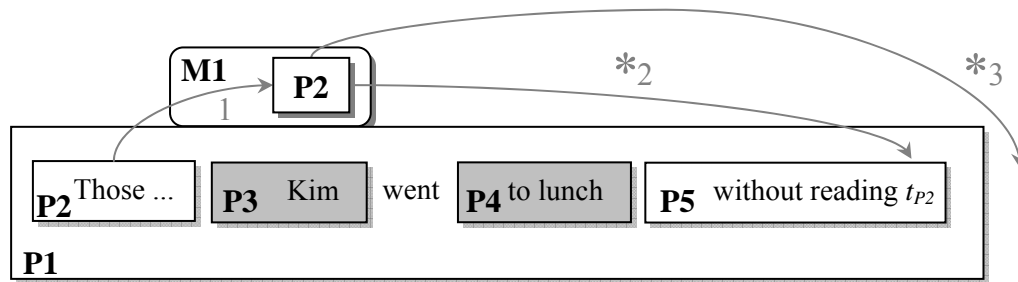 M1 P2 *2 *3
1
P2 Those ... P3 Kim went P4 to lunch P5 without reading tP2
P1